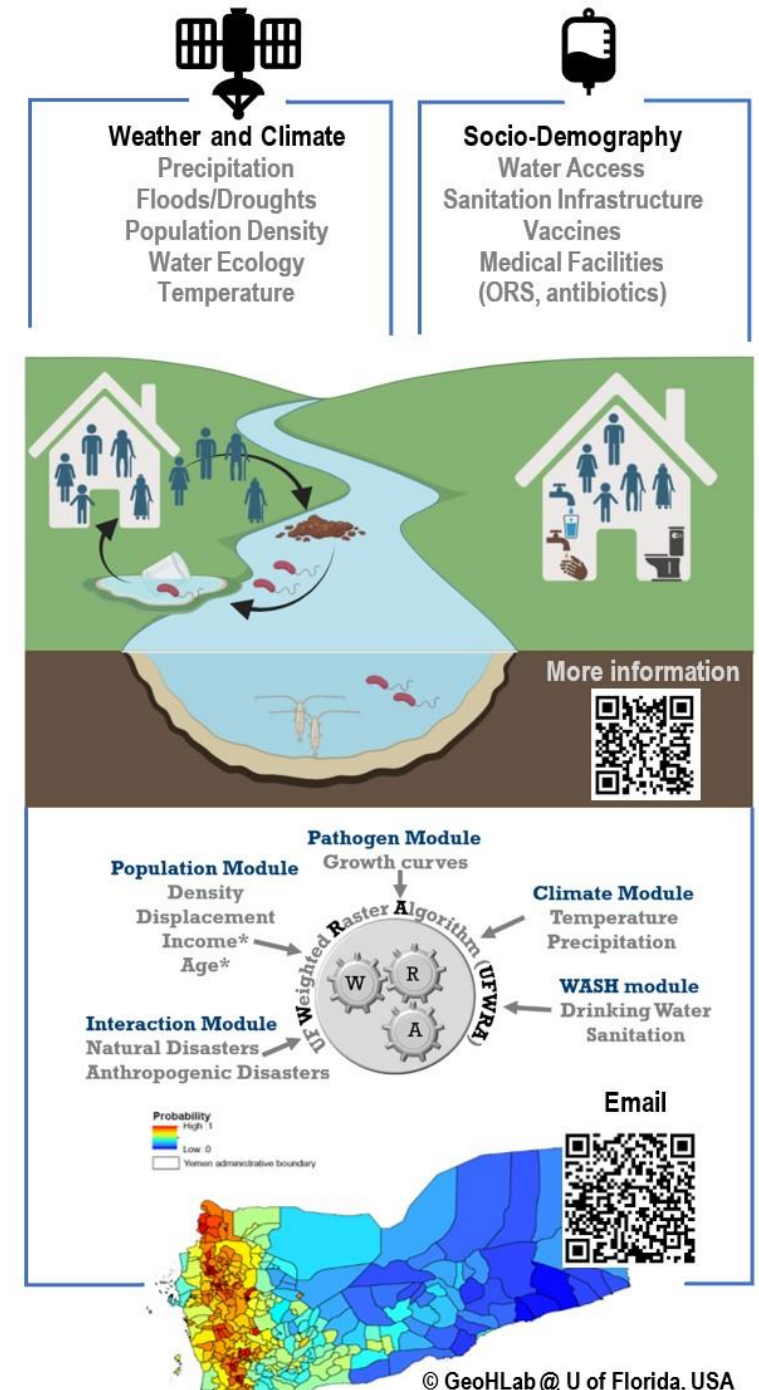 Weather and Climate
Precipitation
Floods/Droughts
Population Density
Water Ecology
Temperature
Socio-Demography
Water Access
Sanitation Infrastructure
Vaccines
Medical Facilities
(ORS, antibiotics)
More information
Pathogen Module
Growth curves
Population Module
Density
Displacement
Income*
Age*
Climate Module
Temperature
Precipitation
UF Weighted Raster Algorithm (UFWRA)
W
R
A
WASH module
Drinking Water
Sanitation
Interaction Module
Natural Disasters
Anthropogenic Disasters
Email
Probability
High :1
Low :0
Yemen administrative boundary
© GeoHLab @ U of Florida, USA